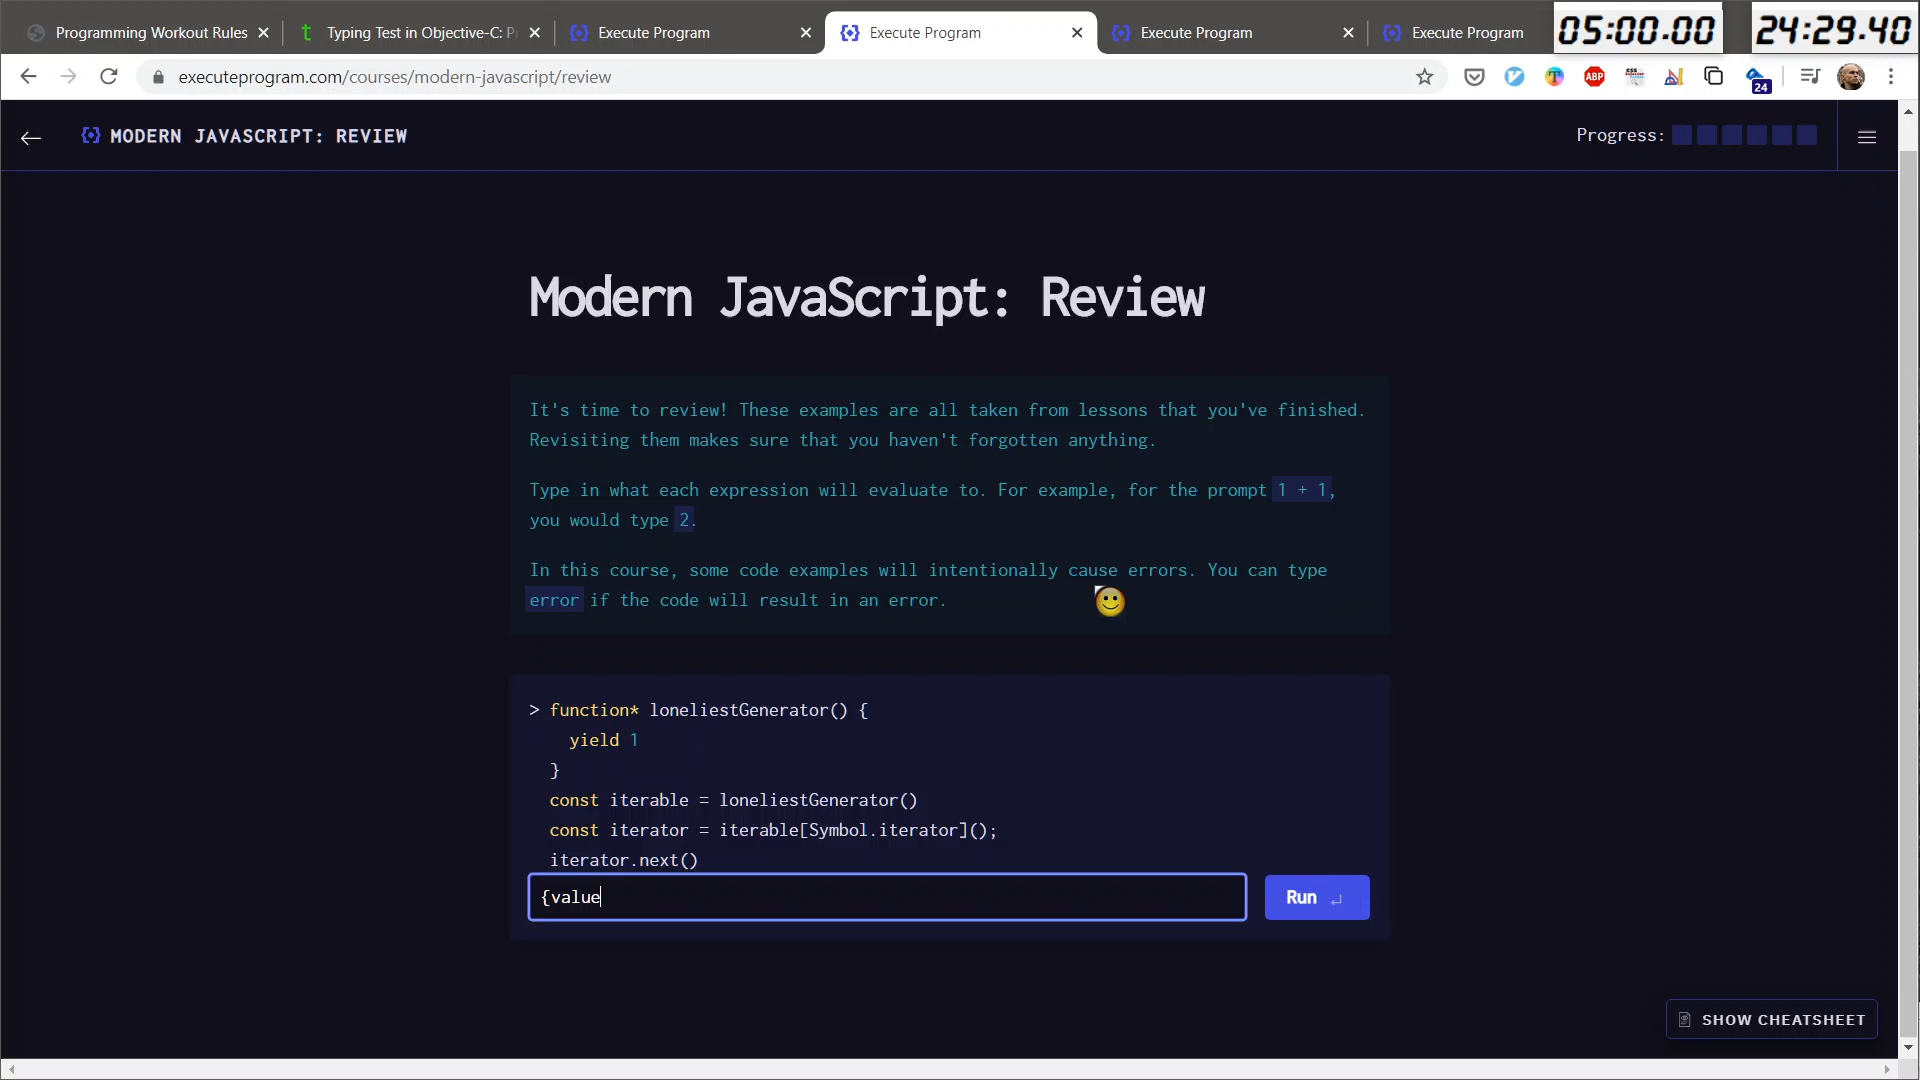 Programming Workout Rules
Typing Test in Objective-C: P
Execute Program
Execute Program
Execute Program
Execute Program
05:00.00
24:29.40
executeprogram.com/courses/modern-javascript/review
ABP
24
MODERN JAVASCRIPT: REVIEW
Progress:
Modern JavaScript: Review
It's time to review! These examples are all taken from lessons that you've finished.
Revisiting them makes sure that you haven't forgotten anything.
Type in what each expression will evaluate to. For example, for the prompt 1 + 1,
you would type 2.
In this course, some code examples will intentionally cause errors. You can type
error if the code will result in an error.
> function* loneliestGenerator() {
yield 1
}
const iterable = loneliestGenerator()
const iterator = iterable[Symbol.iterator]();
iterator.next()
{value
Run
SHOW CHEATSHEET